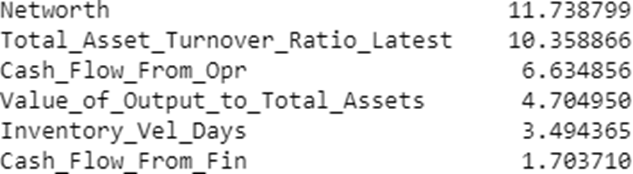 Networth 11.738799
Total_Asset_Turnover_Ratio_Latest 10.358866
Cash_Flow_From_Opr 6.634856
Value_of_Output_to_Total_Assets 4.704950
Inventory_Vel_Days 3.494365
Cash_Flow_From_Fin 1.703710